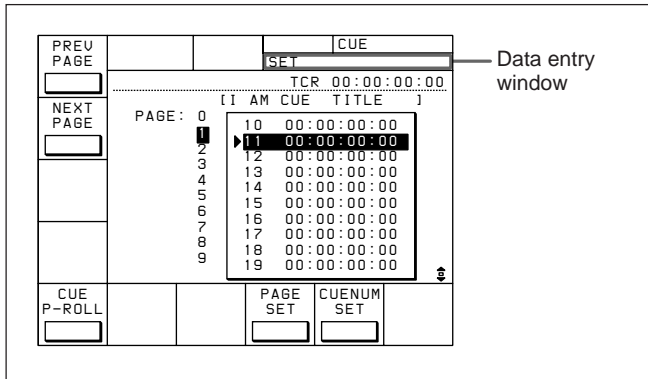 PREV
PAGE
CUE
SET
Data entry
window
TCR 00:00:00:00
NEXT
PAGE
[I AM CUE TITLE ]
PAGE: 0
1
2
3
4
5
6
7
8
9
10 00:00:00:00
11 00:00:00:00
12 00:00:00:00
13 00:00:00:00
14 00:00:00:00
15 00:00:00:00
16 00:00:00:00
17 00:00:00:00
18 00:00:00:00
19 00:00:00:00
CUE
P-ROLL
PAGE
SET
CUENUM
SET